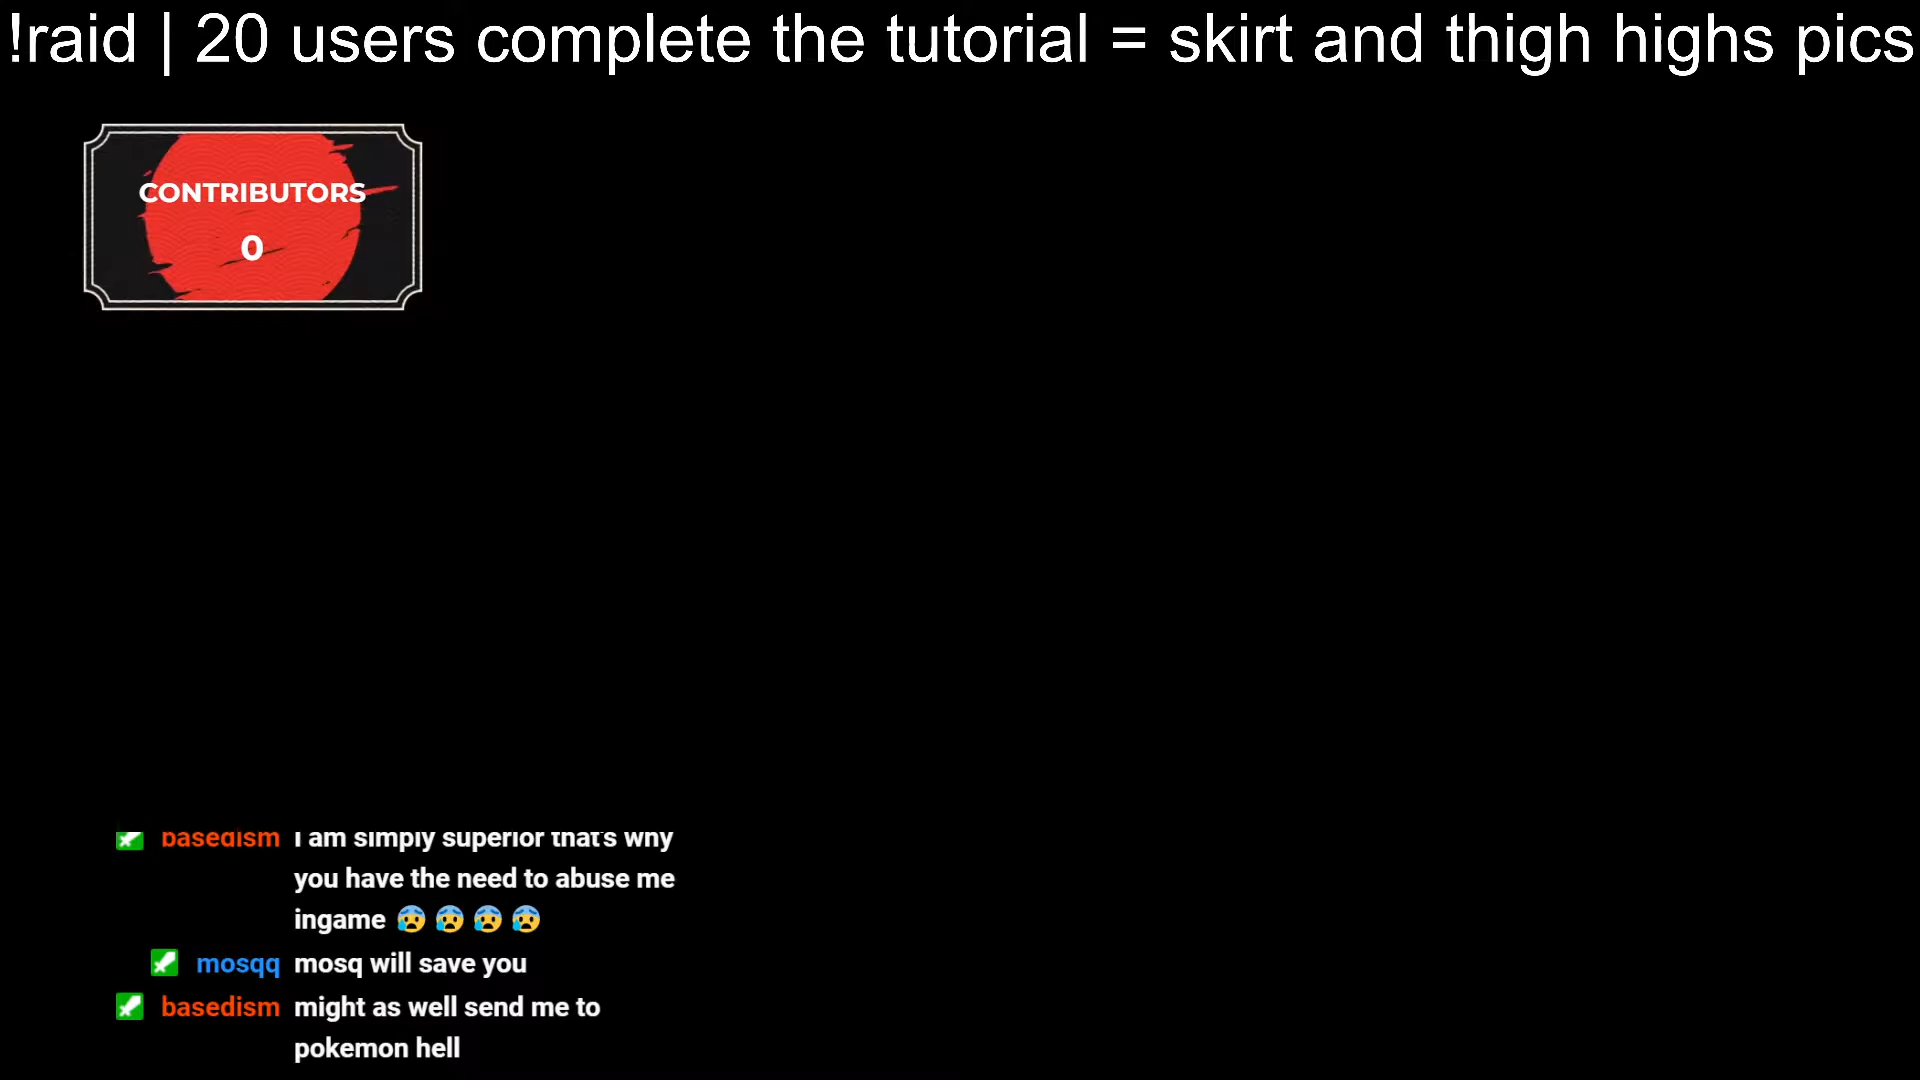 !raid | 20 users complete the tutorial = skirt and thigh highs pics
CONTRIBUTORS
0
basedism I am simply superior that's why
you have the need to abuse me
ingame 😰 😰 😰 😰
mosqq mosq will save you
basedism might as well send me to
pokemon hell